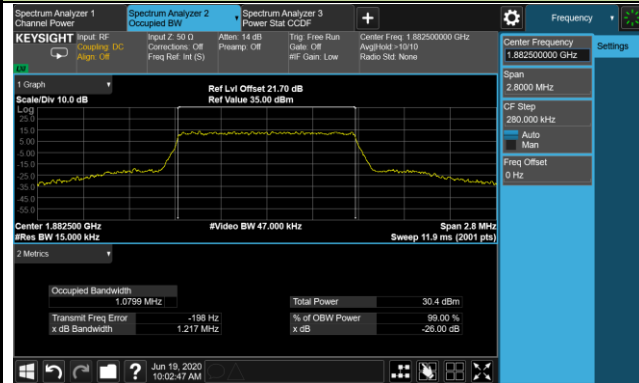 Spectrum Analyzer 1
Channel Power
Spectrum Analyzer 2
Occupied BW
Spectrum Analyzer 3
Power Stat CCDF
Frequency
KEYSIGHT
Input: RF
Coupling: DC
Align: Off
Input Z: 50 Ω
Corrections: Off
Freq Ref: Int (S)
Atten: 14 dB
Preamp: Off
Trig: Free Run
Gate: Off
#IF Gain: Low
Center Freq: 1.882500000 GHz
Avg|Hold:>10/10
Radio Std: None
1 Graph
Scale/Div 10.0 dB
Ref Lvl Offset 21.70 dB
Ref Value 35.00 dBm
Log
25.0
15.0
5.00
-5.00
-15.0
-25.0
-35.0
-45.0
-55.0
Center 1.882500 GHz
#Res BW 15.000 kHz
#Video BW 47.000 kHz
Span 2.8 MHz
Sweep 11.9 ms (2001 pts)
2 Metrics
Occupied Bandwidth
1.0799 MHz
Transmit Freq Error -198 Hz
x dB Bandwidth 1.217 MHz
Total Power 30.4 dBm
% of OBW Power 99.00 %
x dB -26.00 dB
Jun 19, 2020
10:02:47 AM
Center Frequency
1.882500000 GHz
Settings
Span
2.8000 MHz
CF Step
280.000 kHz
Auto
Man
Freq Offset
0 Hz